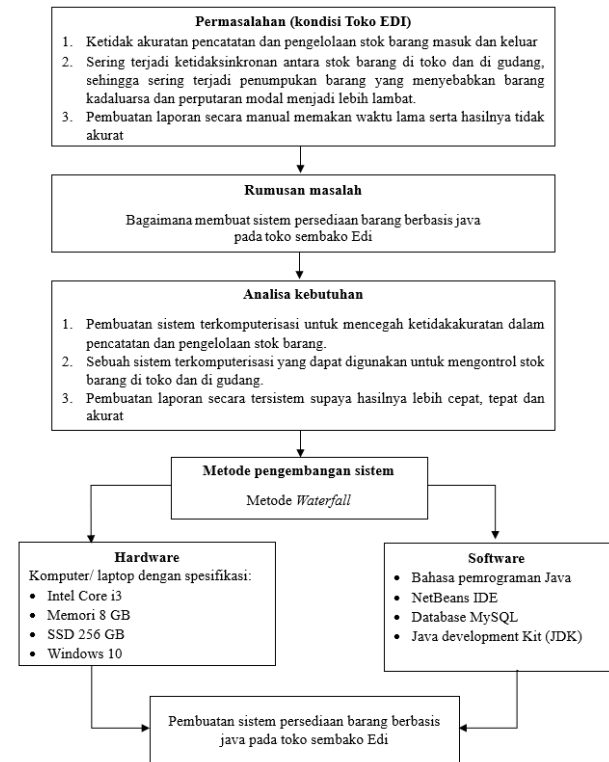 Permasalahan (kondisi Toko EDI)
1. Ketidak akuratan pencatatan dan pengelolaan stok barang masuk dan keluar
2. Sering terjadi ketidaksinkronan antara stok barang di toko dan di gudang,
sehingga sering terjadi penumpukan barang yang menyebabkan barang
kadaluarsa dan perputaran modal menjadi lebih lambat.
3. Pembuatan laporan secara manual memakan waktu lama serta hasilnya tidak
akurat
Rumusan masalah
Bagaimana membuat sistem persediaan barang berbasis java
pada toko sembako Edi
Analisa kebutuhan
1. Pembuatan sistem terkomputerisasi untuk mencegah ketidakakuratan dalam
pencatatan dan pengelolaan stok barang.
2. Sebuah sistem terkomputerisasi yang dapat digunakan untuk mengontrol stok
barang di toko dan di gudang.
3. Pembuatan laporan secara tersistem supaya hasilnya lebih cepat, tepat dan
akurat
Metode pengembangan sistem
Metode Waterfall
Hardware
Komputer/ laptop dengan spesifikasi:
• Intel Core i3
• Memori 8 GB
• SSD 256 GB
• Windows 10
Software
• Bahasa pemrograman Java
• NetBeans IDE
• Database MySQL
• Java development Kit (JDK)
Pembuatan sistem persediaan barang berbasis
java pada toko sembako Edi